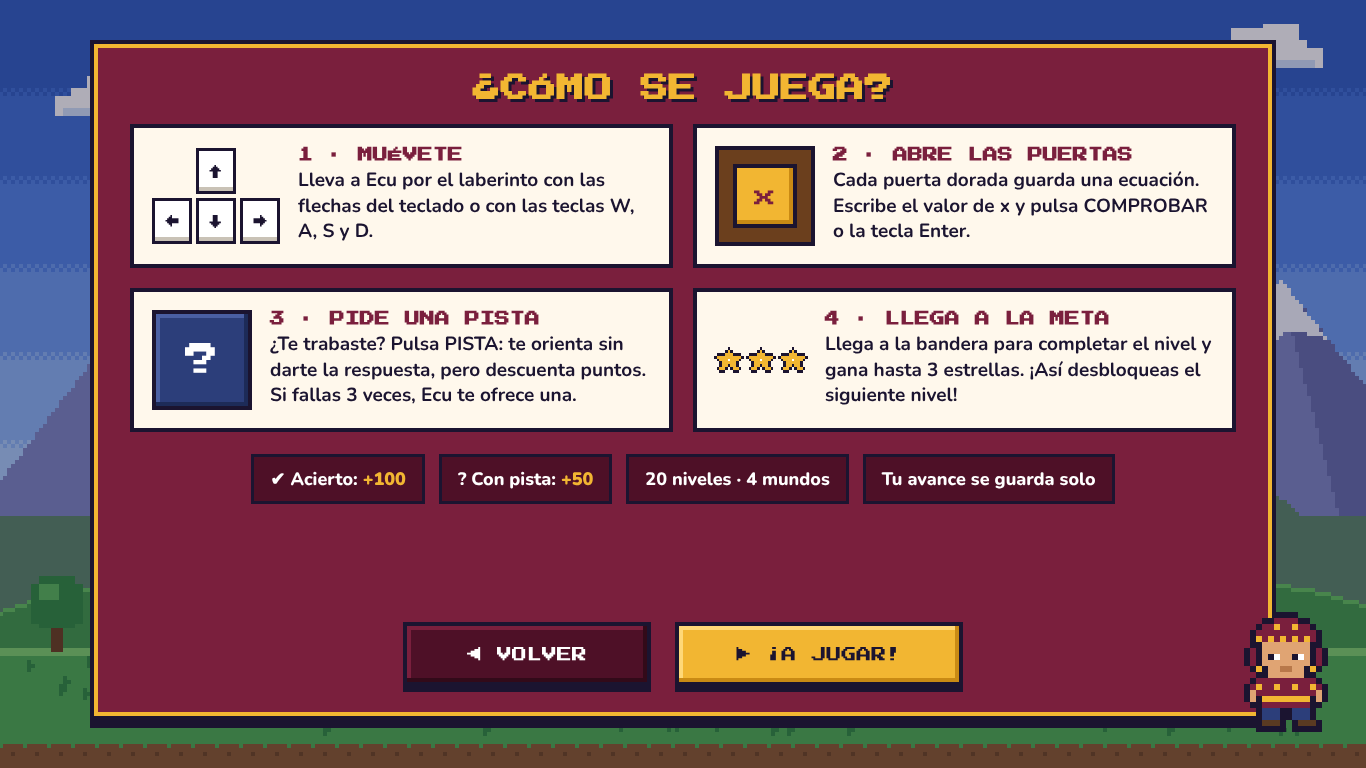 ¿CÓMO SE JUEGA?
1 · MUÉVETE
Lleva a Ecu por el laberinto con las
flechas del teclado o con las teclas W,
A, S y D.
x
2 · ABRE LAS PUERTAS
Cada puerta dorada guarda una ecuación.
Escribe el valor de x y pulsa COMPROBAR
o la tecla Enter.
?
3 · PIDE UNA PISTA
¿Te trabaste? Pulsa PISTA: te orienta sin
darte la respuesta, pero descuenta puntos.
Si fallas 3 veces, Ecu te ofrece una.
4 · LLEGA A LA META
Llega a la bandera para completar el nivel y
gana hasta 3 estrellas. ¡Así desbloqueas el
siguiente nivel!
✔ Acierto: +100
? Con pista: +50
20 niveles · 4 mundos
Tu avance se guarda solo
◀ VOLVER
▶ ¡A JUGAR!